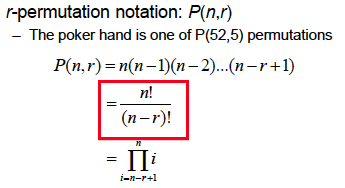 r-permutation notation: P(n,r)
– The poker hand is one of P(52,5) permutations
P(n,r)=n(n−1)(n−2)...(n−r+1)
= n! / (n−r)!
= n ∏ i i=n−r+1